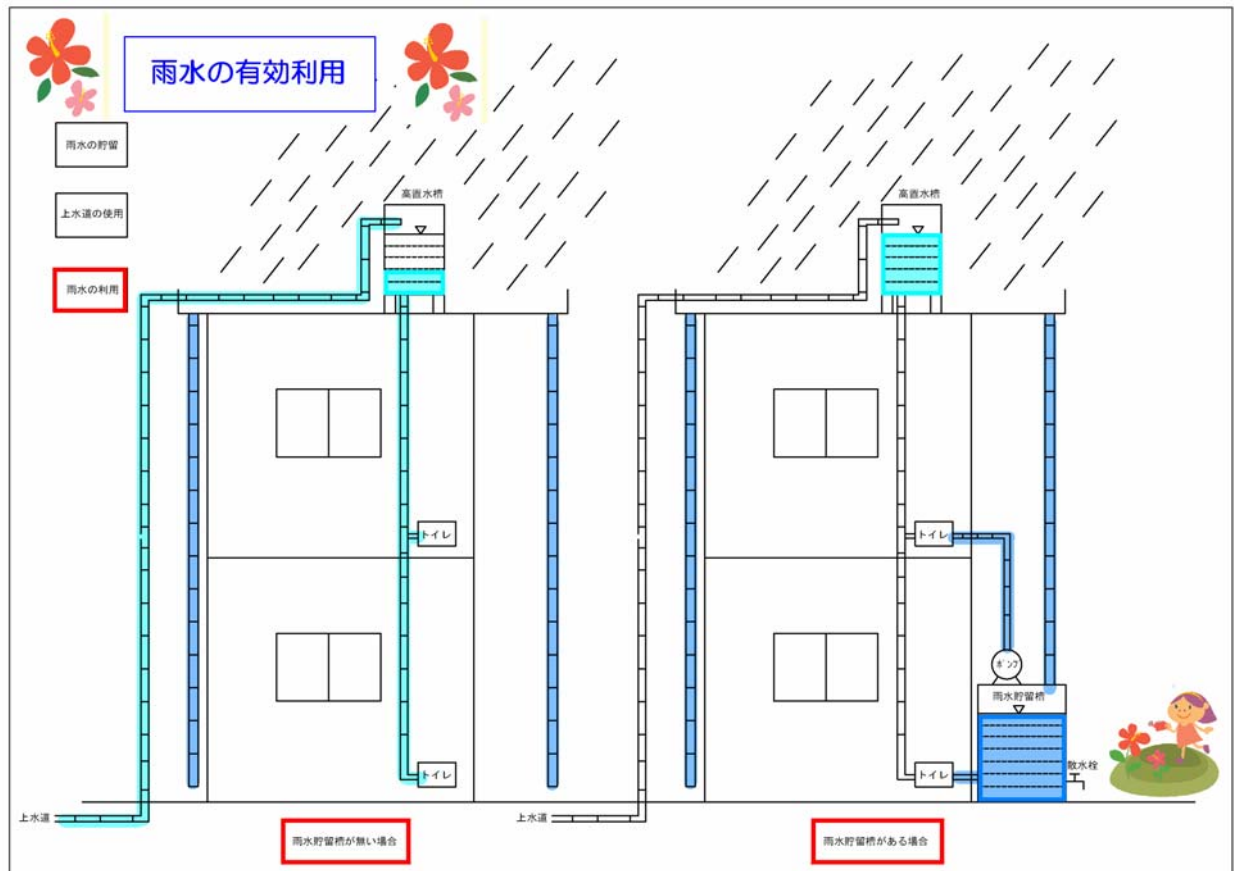 雨水の有効利用
雨水の貯留
上水道の使用
雨水の利用
高置水槽
高置水槽
トイレ
トイレ
トイレ
トイレ
ポンプ
雨水貯留槽
散水栓
上水道
上水道
雨水貯留槽が無い場合
雨水貯留槽がある場合